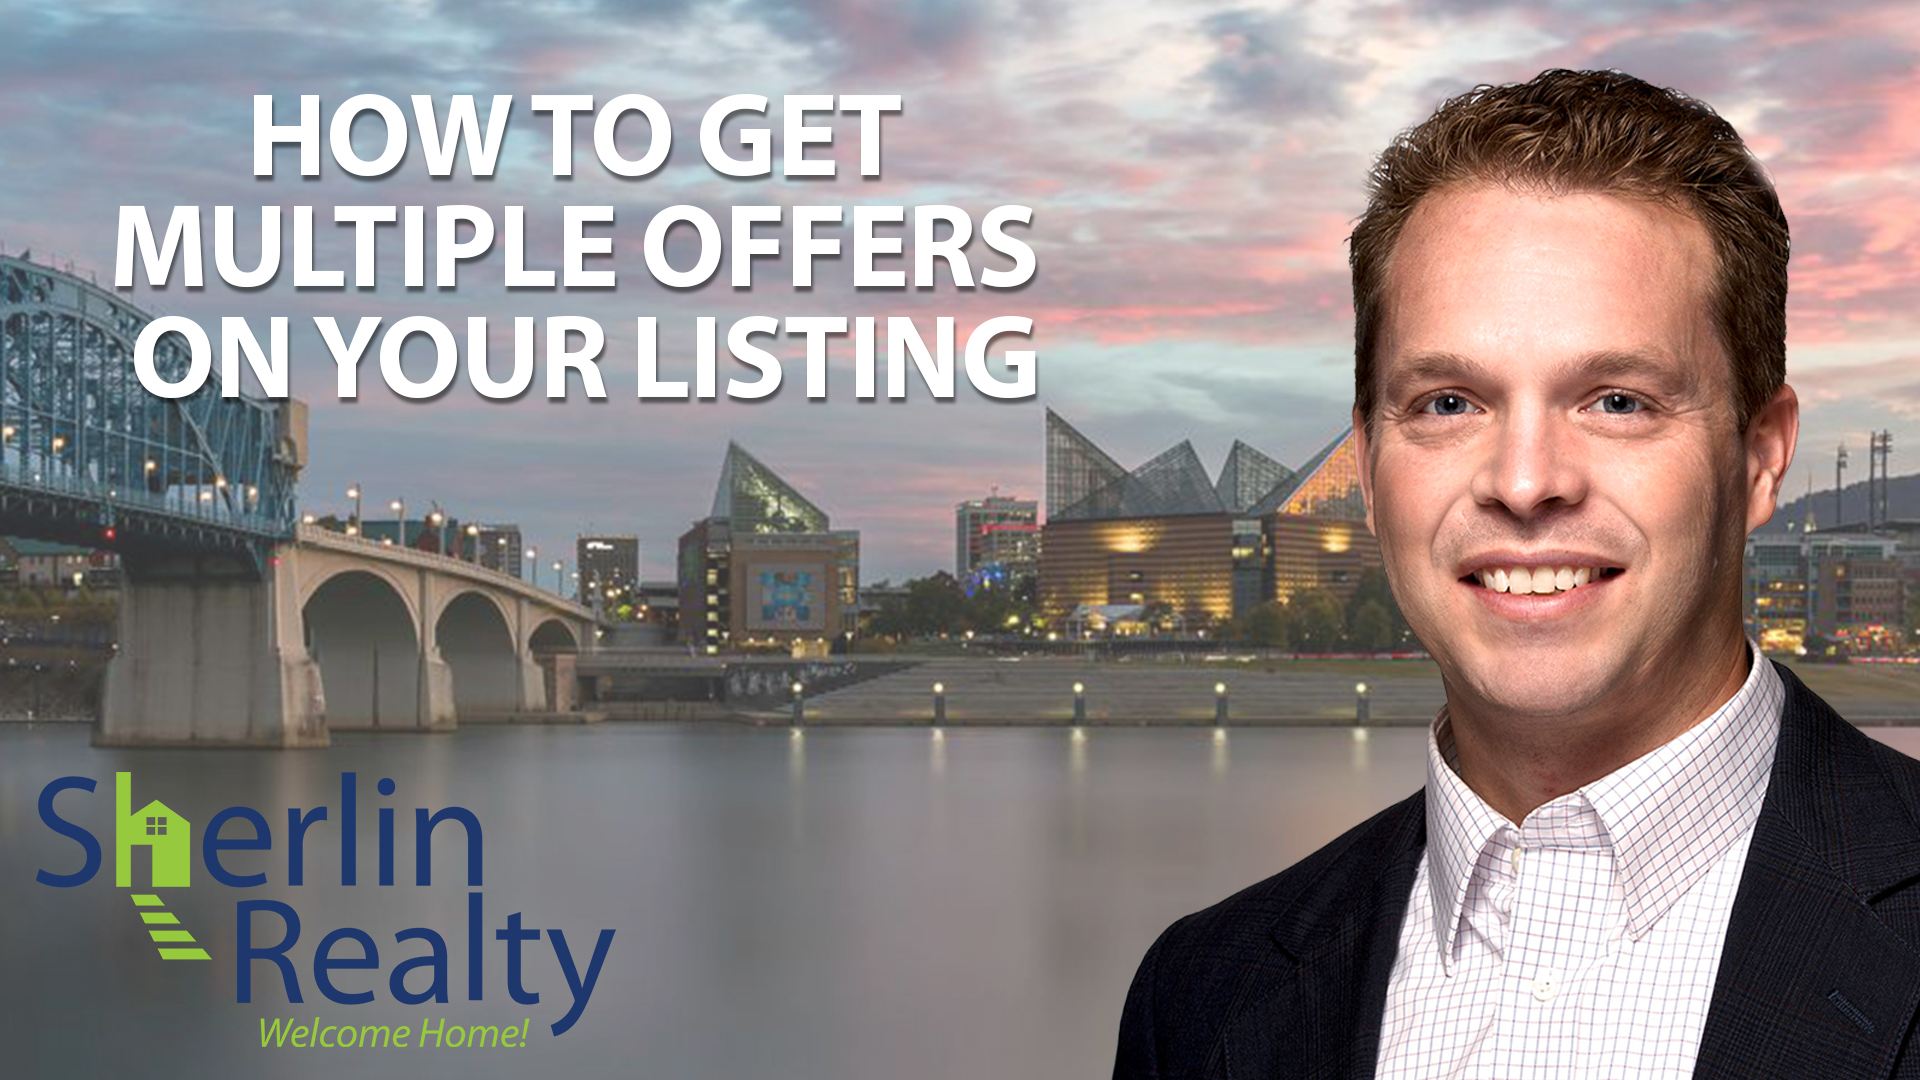 HOW TO GET
MULTIPLE OFFERS
ON YOUR LISTING
Sherlin
Realty
Welcome Home!